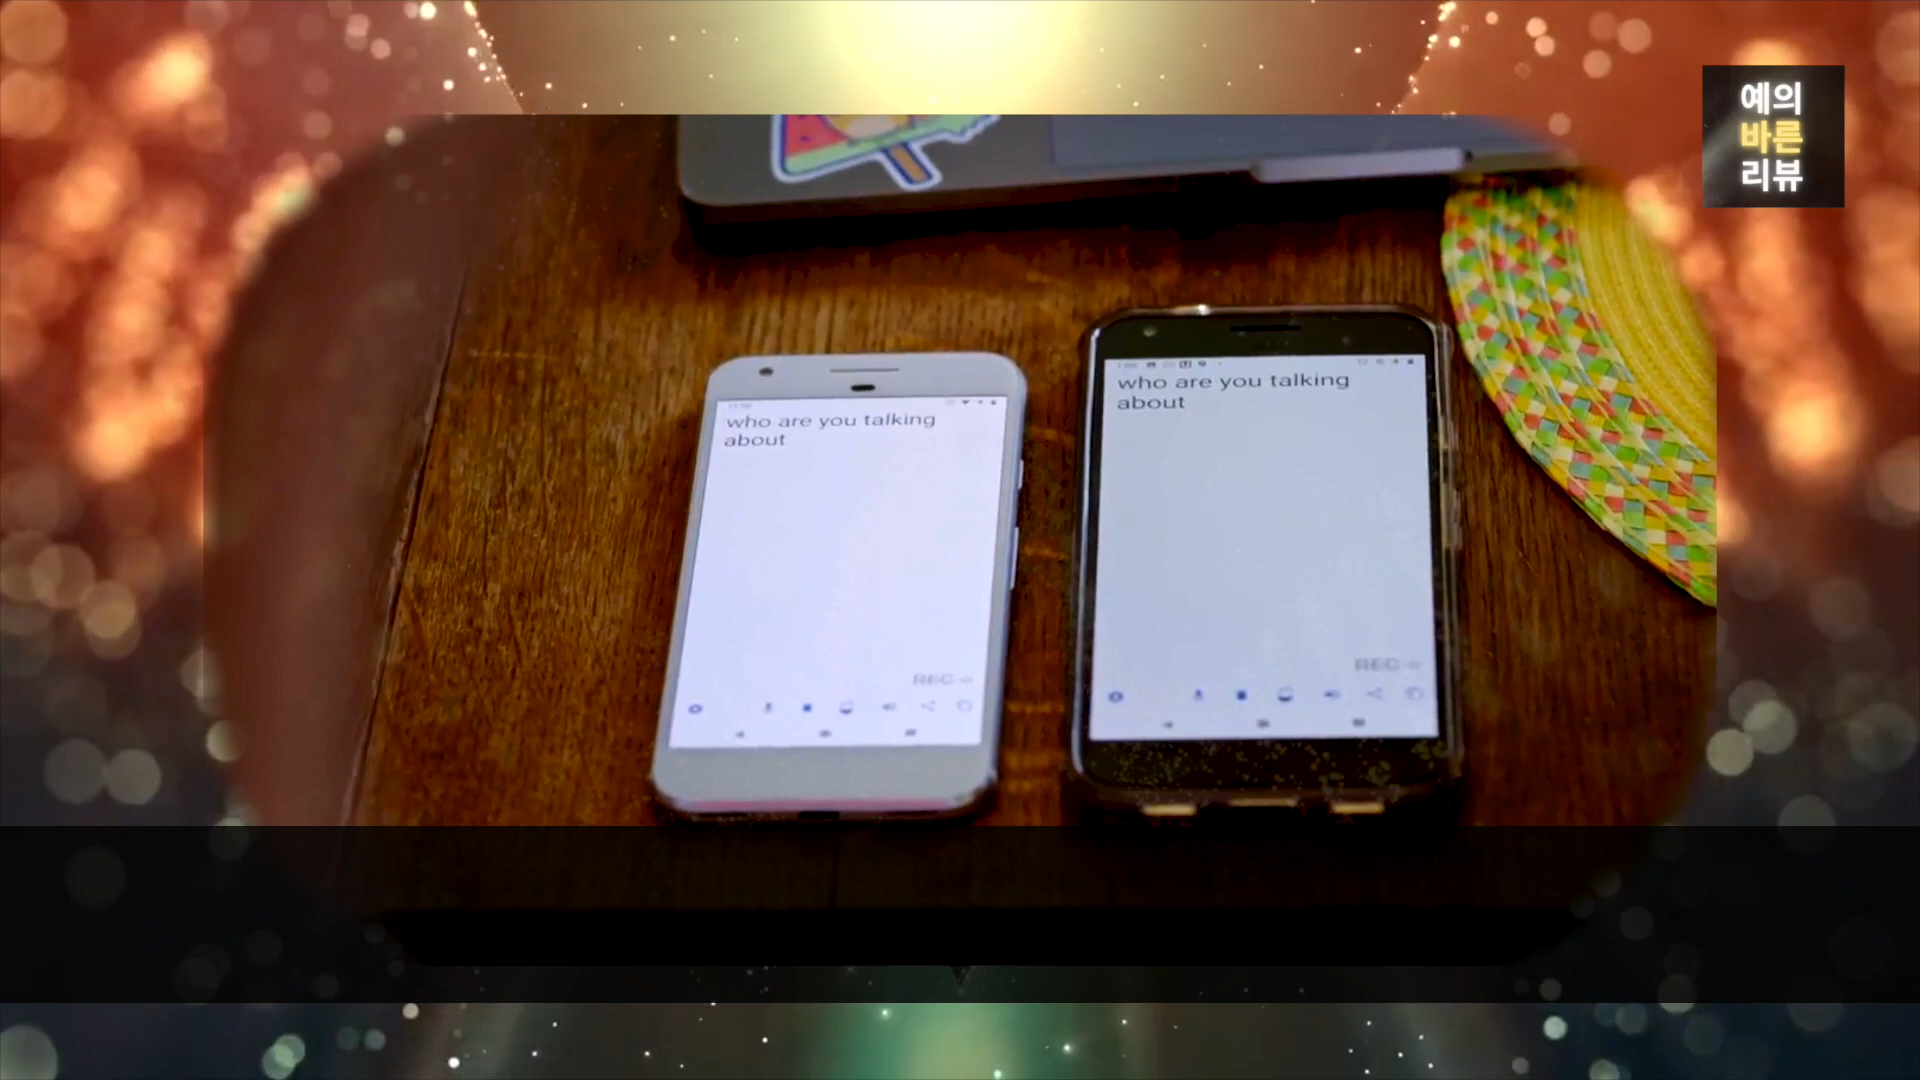 예의
바른
리뷰
who are you talking
about
REC
who are you talking
about
REC